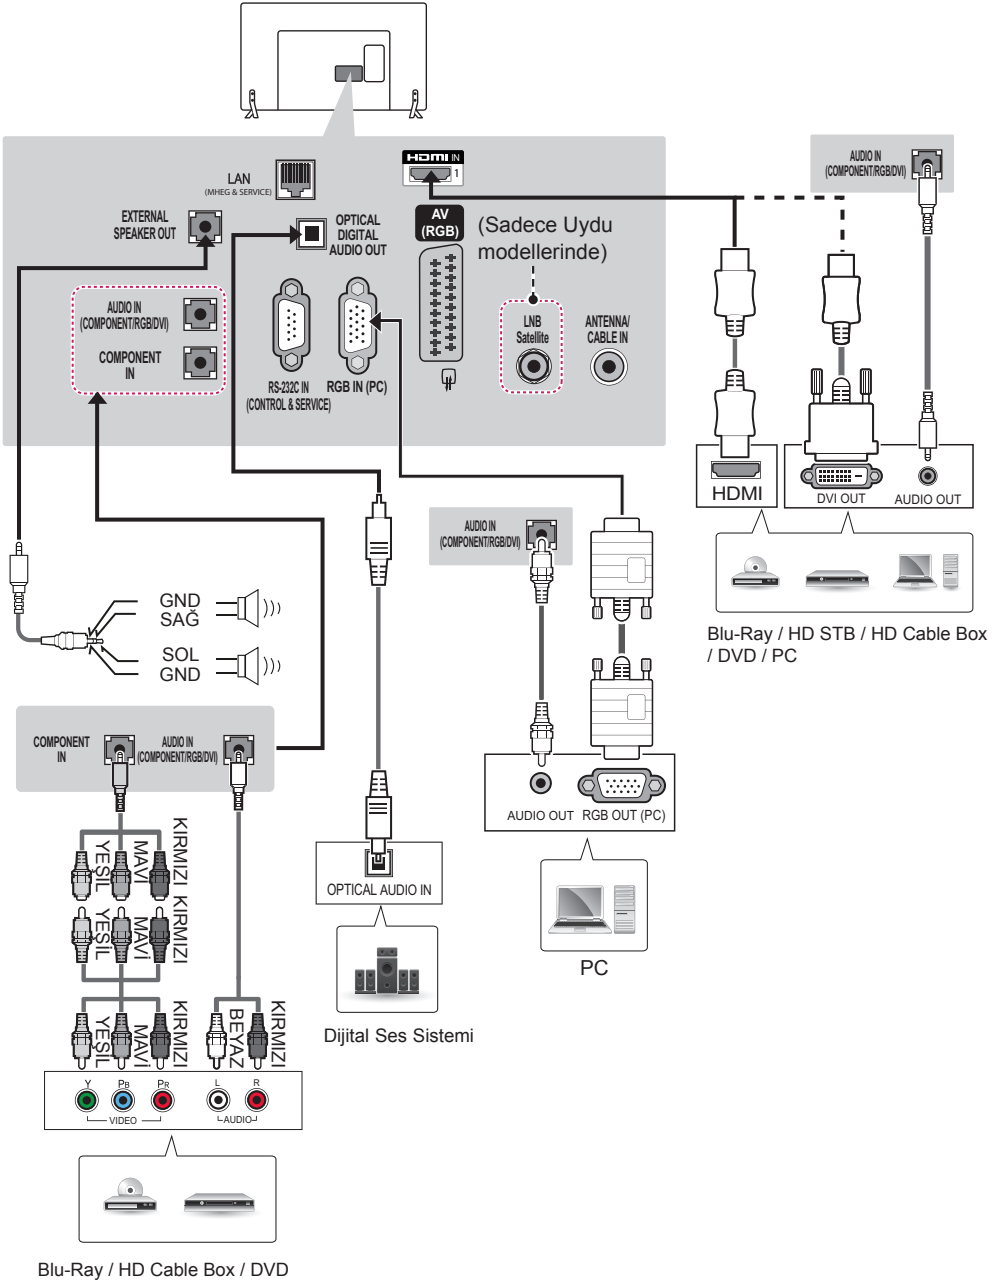 HDMI IN
1
LAN
(MHEG & SERVICE)
AV
(RGB)
(Sadece Uydu
modellerinde)
EXTERNAL
SPEAKER OUT
OPTICAL
DIGITAL
AUDIO OUT
AUDIO IN
(COMPONENT/RGB/DVI)
COMPONENT
IN
RS-232C IN
(CONTROL & SERVICE)
RGB IN (PC)
LNB
Satellite
ANTENNA/
CABLE IN
AUDIO IN
(COMPONENT/RGB/DVI)
HDMI
DVI OUT
AUDIO OUT
Blu-Ray / HD STB / HD Cable Box
/ DVD / PC
AUDIO IN
(COMPONENT/RGB/DVI)
GND
SAĞ
SOL
GND
AUDIO OUT
RGB OUT (PC)
PC
COMPONENT
IN
AUDIO IN
(COMPONENT/RGB/DVI)
YEŞİL
MAVİ
KIRMIZI
YEŞİL
MAVİ
KIRMIZI
YEŞİL
MAVİ
KIRMIZI
BEYAZ
KIRMIZI
OPTICAL AUDIO IN
Dijital Ses Sistemi
Y
PB
PR
L
R
VIDEO
AUDIO
Blu-Ray / HD Cable Box / DVD